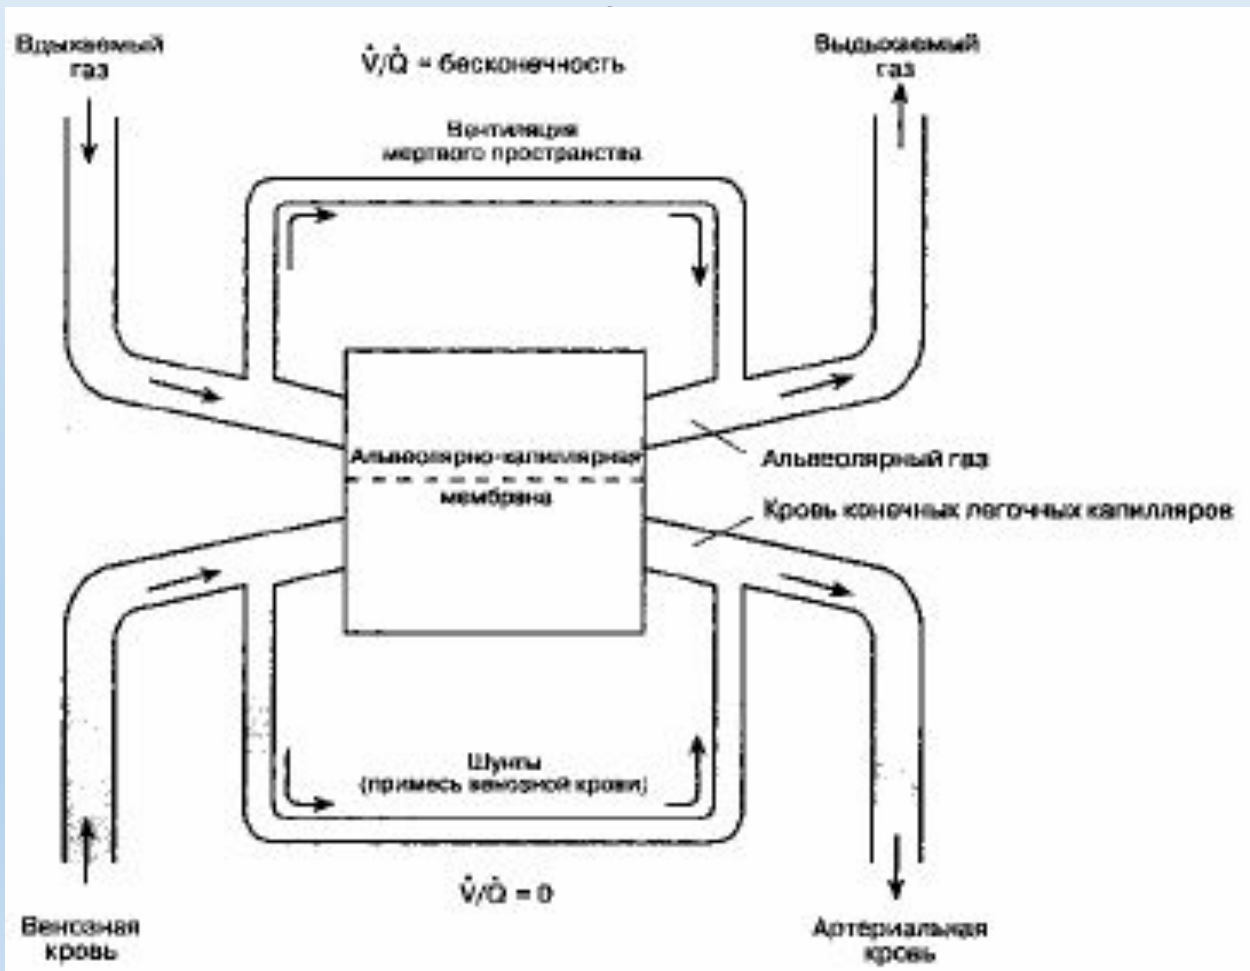 Вдыхаемый
газ
V̇/Q̇ = бесконечность
Выдыхаемый
газ
Вентиляция
мертвого пространства
Альвеолярно-капиллярная
мембрана
Альвеолярный газ
Кровь конечных легочных капилляров
Шунты
(примесь венозной крови)
V̇/Q̇ = 0
Венозная
кровь
Артериальная
кровь